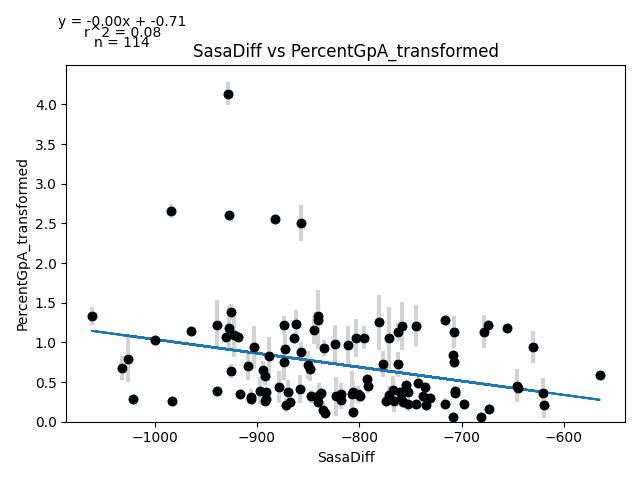 y = -0.00x + -0.71
r^2 = 0.08
n = 114
SasaDiff vs PercentGpA_transformed
4.0
3.5
3.0
2.5
2.0
1.5
1.0
0.5
0.0
PercentGpA_transformed
−1000 −900 −800 −700 −600
SasaDiff